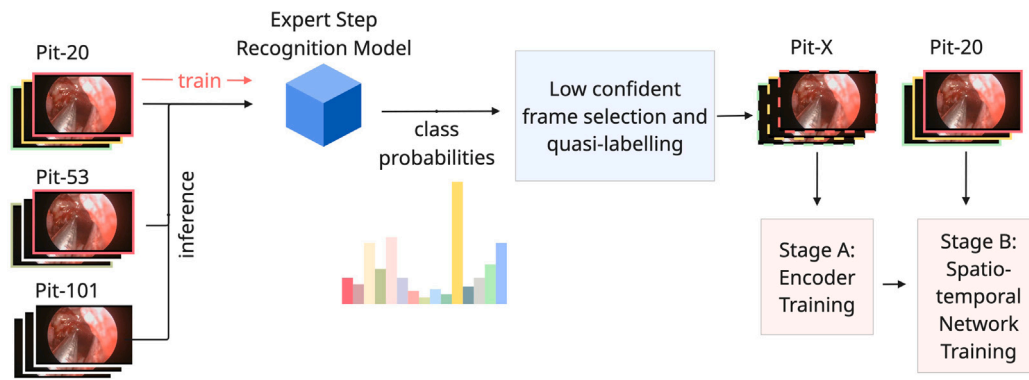 Expert Step
Recognition Model
Pit-20
train
Pit-53
inference
Pit-101
class
probabilities
Low confident
frame selection and
quasi-labelling
Pit-X
Pit-20
Stage A:
Encoder
Training
Stage B:
Spatio-
temporal
Network
Training